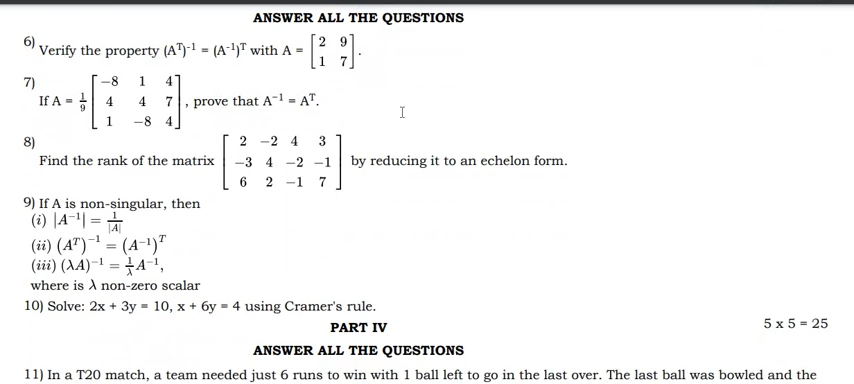 ANSWER ALL THE QUESTIONS
6) Verify the property (Aᵀ)⁻¹ = (A⁻¹)ᵀ with A = [2 9; 1 7].
7)
If A = 1/9 [−8 1 4; 4 4 7; 1 −8 4], prove that A⁻¹ = Aᵀ.
8)
Find the rank of the matrix [2 −2 4 3; −3 4 −2 −1; 6 2 −1 7] by reducing it to an echelon form.
9) If A is non-singular, then
(i) |A⁻¹| = 1/|A|
(ii) (Aᵀ)⁻¹ = (A⁻¹)ᵀ
(iii) (λA)⁻¹ = 1/λ A⁻¹,
where is λ non-zero scalar
10) Solve: 2x + 3y = 10, x + 6y = 4 using Cramer's rule.
PART IV
5 x 5 = 25
ANSWER ALL THE QUESTIONS
11) In a T20 match, a team needed just 6 runs to win with 1 ball left to go in the last over. The last ball was bowled and the